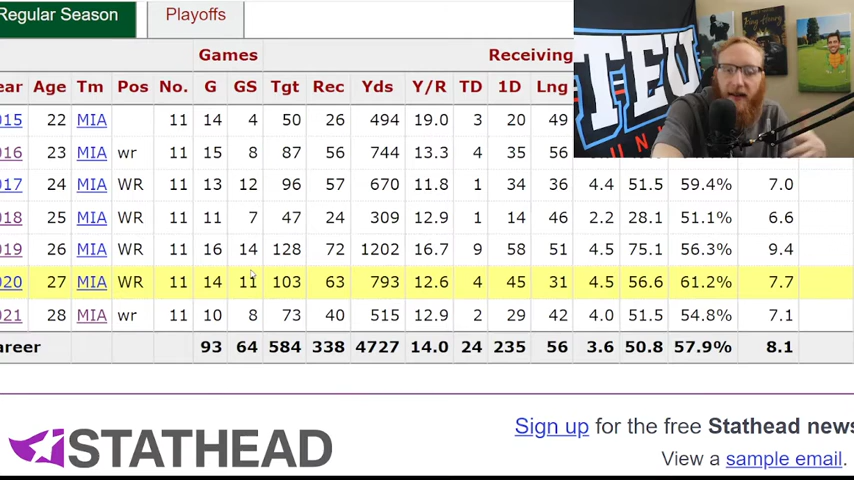 Regular Season Playoffs
Games Receiving
ear Age Tm Pos No. G GS Tgt Rec Yds Y/R TD 1D Lng
015 22 MIA 11 14 4 50 26 494 19.0 3 20 49
016 23 MIA wr 11 15 8 87 56 744 13.3 4 35 56
017 24 MIA WR 11 13 12 96 57 670 11.8 1 34 36 4.4 51.5 59.4% 7.0
018 25 MIA WR 11 11 7 47 24 309 12.9 1 14 46 2.2 28.1 51.1% 6.6
019 26 MIA WR 11 16 14 128 72 1202 16.7 9 58 51 4.5 75.1 56.3% 9.4
020 27 MIA WR 11 14 11 103 63 793 12.6 4 45 31 4.5 56.6 61.2% 7.7
021 28 MIA wr 11 10 8 73 40 515 12.9 2 29 42 4.0 51.5 54.8% 7.1
areer 93 64 584 338 4727 14.0 24 235 56 3.6 50.8 57.9% 8.1
TEU
King Henry
STATHEAD
Sign up for the free Stathead news
View a sample email.